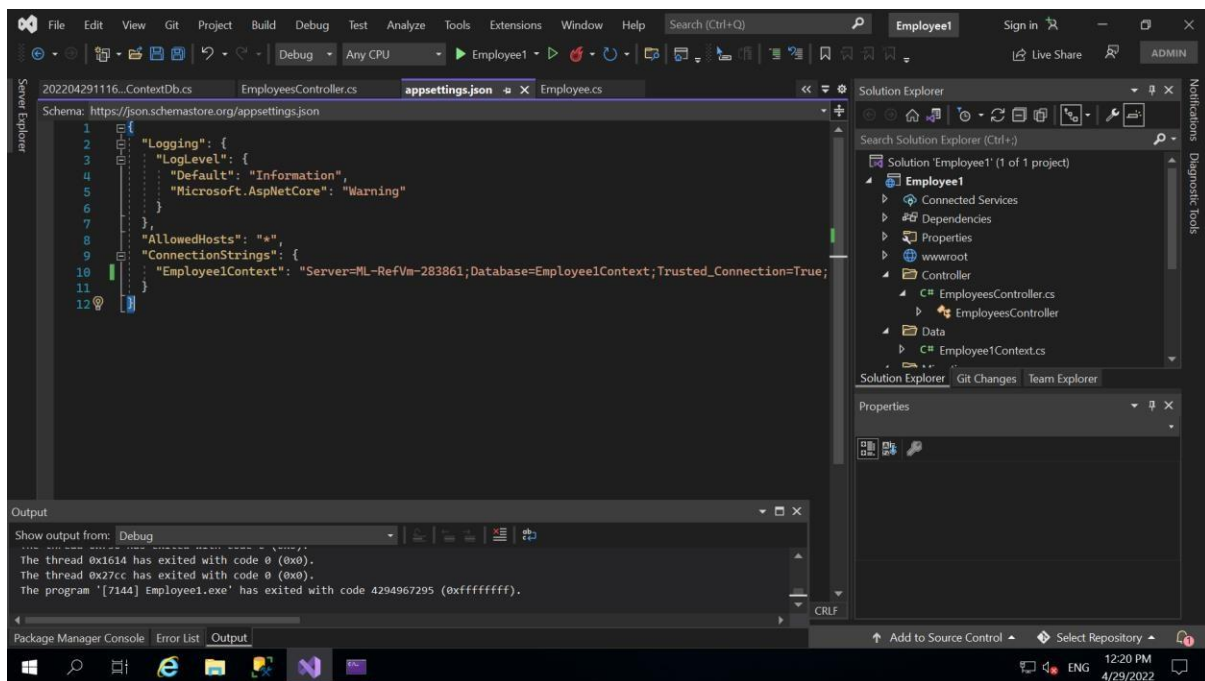 File Edit View Git Project Build Debug Test Analyze Tools Extensions Window Help Search (Ctrl+Q) Employee1 Sign in
Debug Any CPU Employee1 Live Share ADMIN
Server Explorer
202204291116...ContextDb.cs EmployeesController.cs appsettings.json Employee.cs
Schema: https://json.schemastore.org/appsettings.json
1 {
2 "Logging": {
3 "LogLevel": {
4 "Default": "Information",
5 "Microsoft.AspNetCore": "Warning"
6 }
7 },
8 "AllowedHosts": "*",
9 "ConnectionStrings": {
10 "Employee1Context": "Server=ML-RefVm-283861;Database=Employee1Context;Trusted_Connection=True;
11 }
12 }
Solution Explorer
Search Solution Explorer (Ctrl+;)
Solution 'Employee1' (1 of 1 project)
Employee1
Connected Services
Dependencies
Properties
wwwroot
Controller
C# EmployeesController.cs
EmployeesController
Data
C# Employee1Context.cs
Solution Explorer Git Changes Team Explorer
Properties
Notifications
Diagnostic Tools
Output
Show output from: Debug
The thread 0x1614 has exited with code 0 (0x0).
The thread 0x27cc has exited with code 0 (0x0).
The program '[7144] Employee1.exe' has exited with code 4294967295 (0xffffffff).
CRLF
Package Manager Console Error List Output
Add to Source Control Select Repository 1
ENG 12:20 PM
4/29/2022